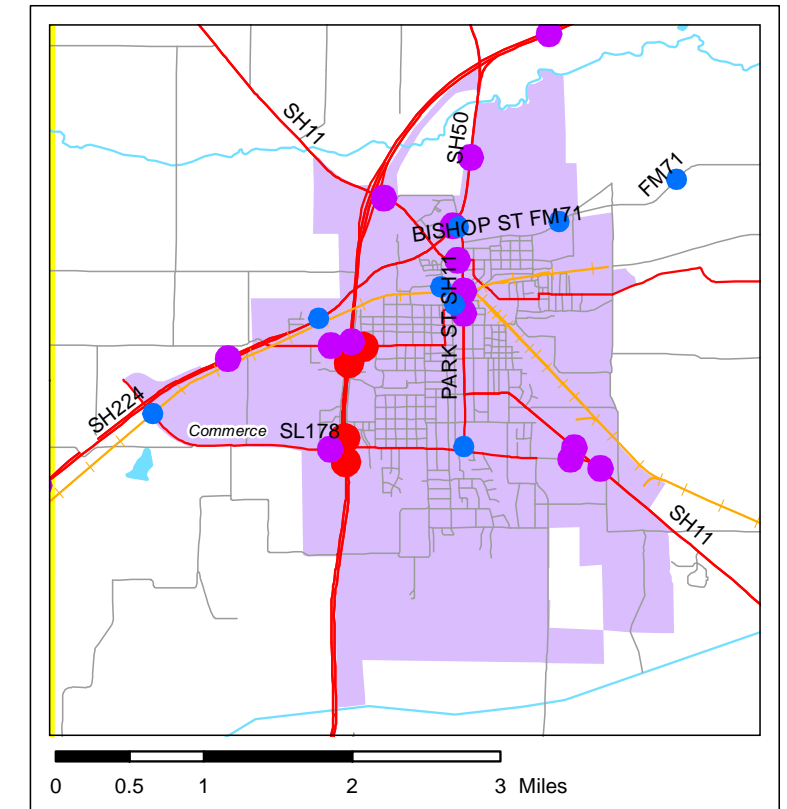 SH11
SH50
FM71
BISHOP ST FM71
PARK ST SH11
SH224
Commerce
SL178
SH11
0 0.5 1 2 3 Miles